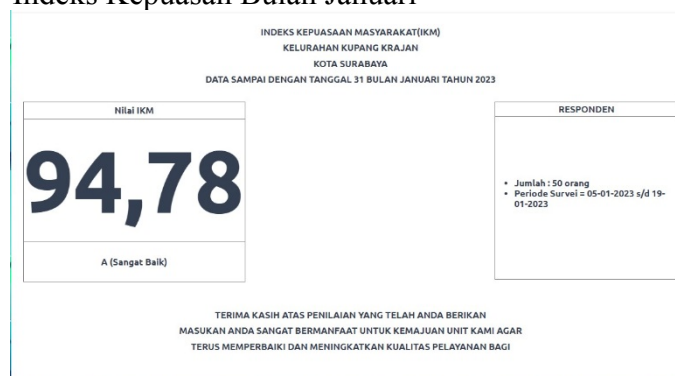 Indeks Kepuasan Bulan Januari
INDEKS KEPUASAAN MASYARAKAT(IKM)
KELURAHAN KUPANG KRAJAN
KOTA SURABAYA
DATA SAMPAI DENGAN TANGGAL 31 BULAN JANUARI TAHUN 2023
Nilai IKM
94,78
A (Sangat Baik)
RESPONDEN
• Jumlah : 50 orang
• Periode Survei = 05-01-2023 s/d 19-
01-2023
TERIMA KASIH ATAS PENILAIAN YANG TELAH ANDA BERIKAN
MASUKAN ANDA SANGAT BERMANFAAT UNTUK KEMAJUAN UNIT KAMI AGAR
TERUS MEMPERBAIKI DAN MENINGKATKAN KUALITAS PELAYANAN BAGI